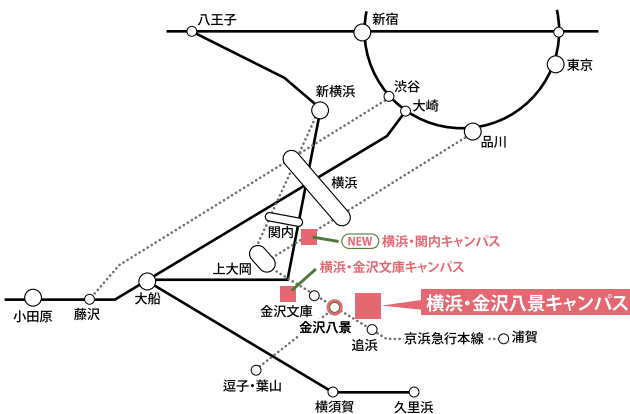 八王子
新宿
東京
新横浜
渋谷
大崎
品川
横浜
関内
NEW 横浜・関内キャンパス
上大岡
横浜・金沢文庫キャンパス
大船
小田原
藤沢
金沢文庫
金沢八景
横浜・金沢八景キャンパス
追浜
京浜急行本線
浦賀
逗子・葉山
横須賀
久里浜